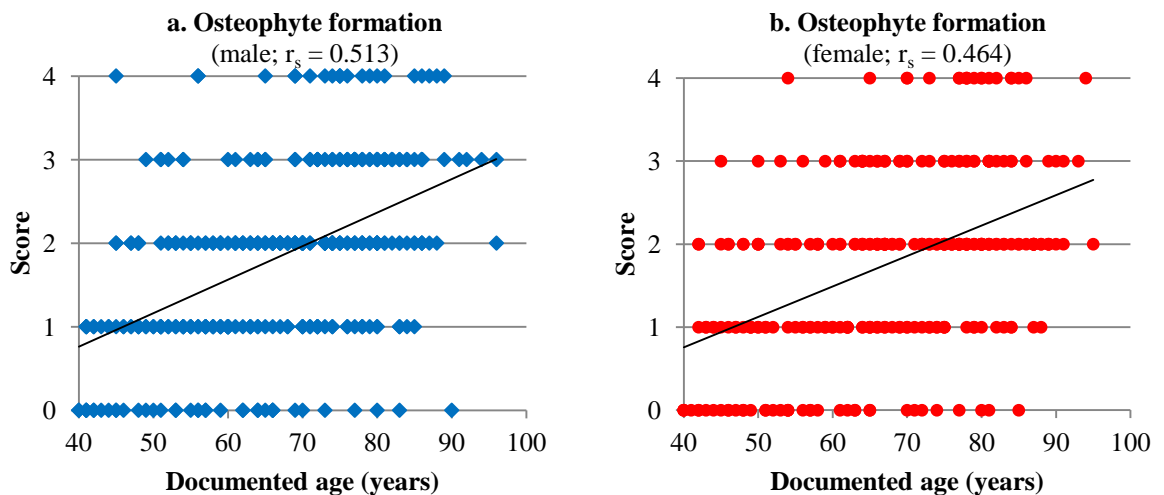 a. Osteophyte formation
(male; rs = 0.513)
4
3
2
1
0
Score
40 50 60 70 80 90 100
Documented age (years)
b. Osteophyte formation
(female; rs = 0.464)
4
3
2
1
0
Score
40 50 60 70 80 90 100
Documented age (years)